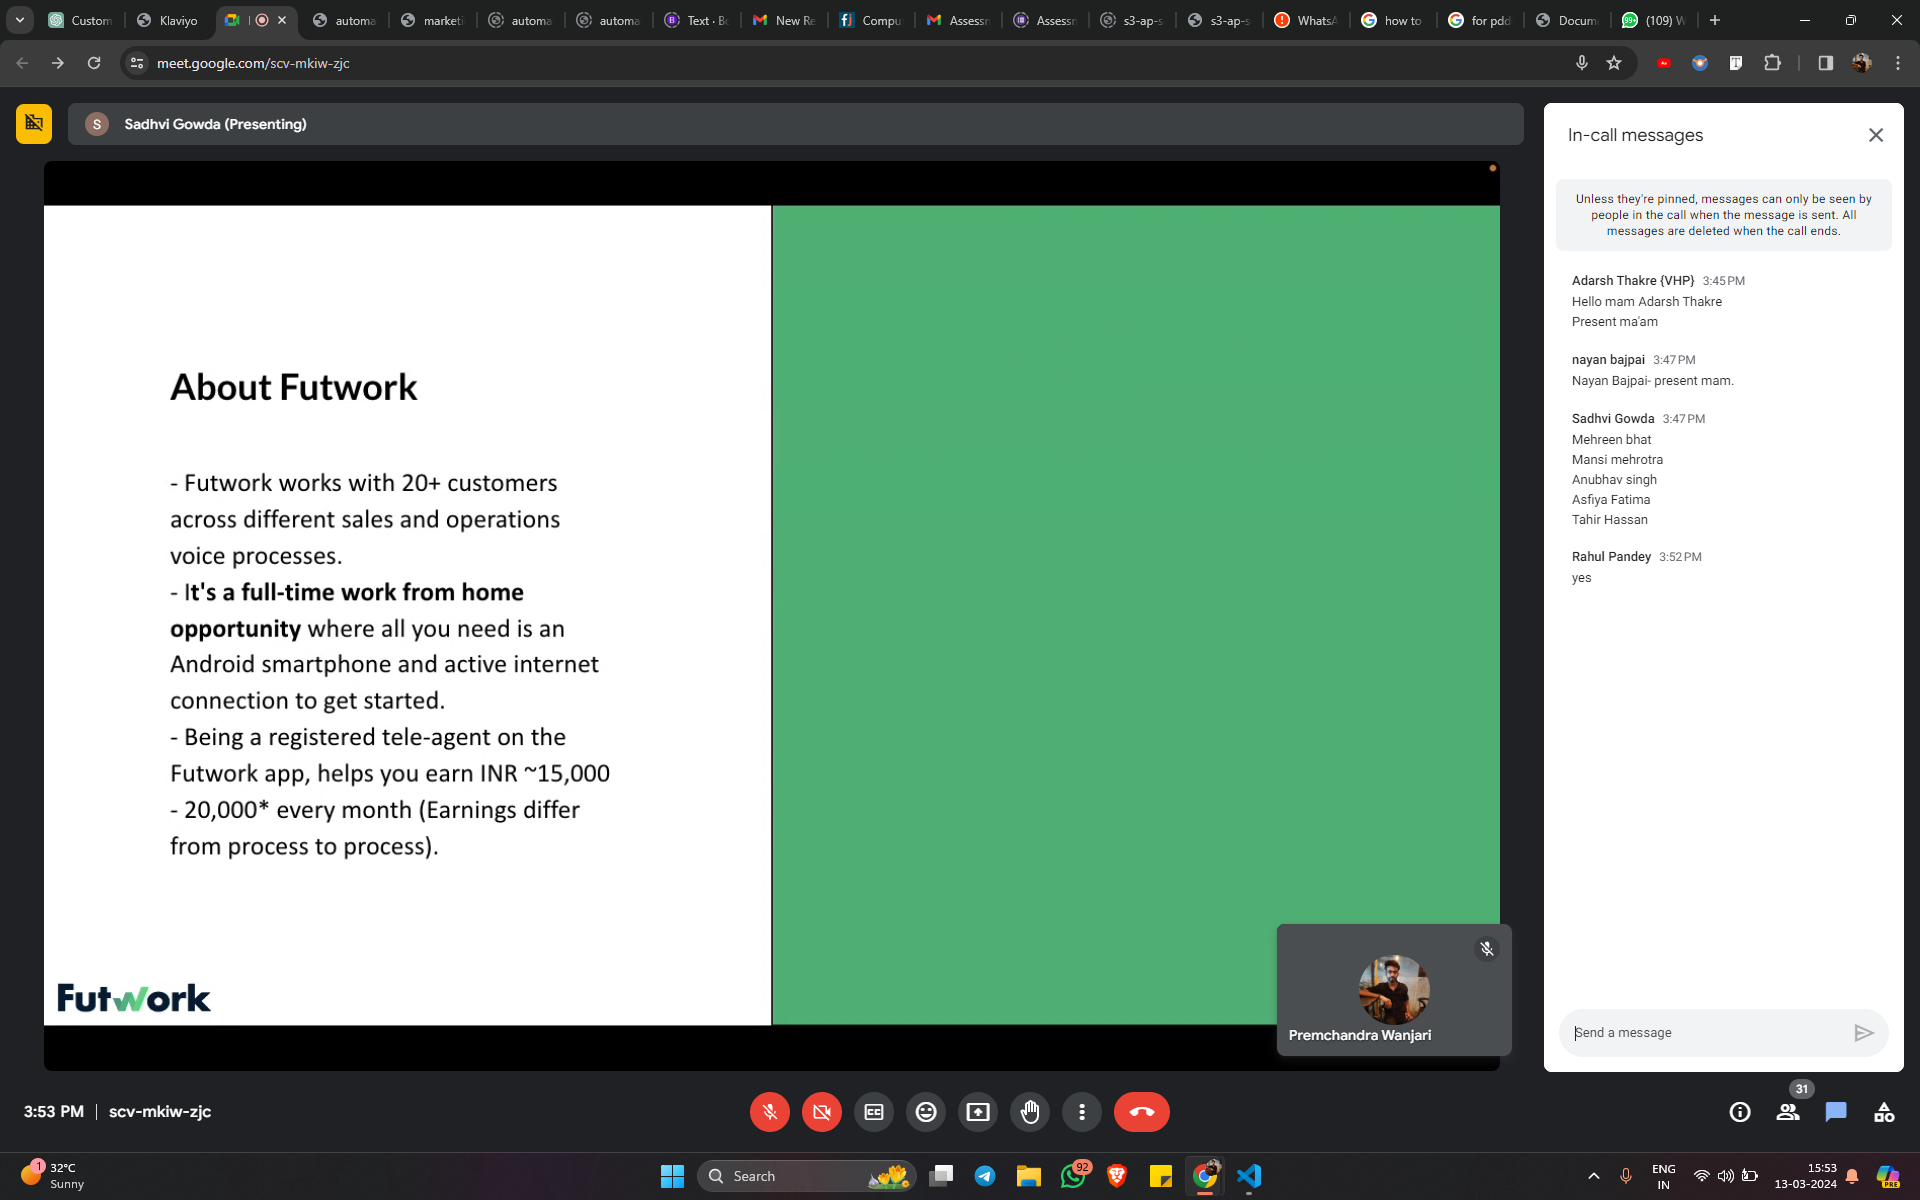 Custom
Klaviyo
automa
marketi
automa
automa
Text · Bo
New Re
Compu
Assessm
Assessm
s3-ap-s
s3-ap-s
WhatsA
how to
for pdd
Docum
(109) W
meet.google.com/scv-mkiw-zjc
S
Sadhvi Gowda (Presenting)
About Futwork
- Futwork works with 20+ customers
across different sales and operations
voice processes.
- It's a full-time work from home
opportunity where all you need is an
Android smartphone and active internet
connection to get started.
- Being a registered tele-agent on the
Futwork app, helps you earn INR ~15,000
- 20,000* every month (Earnings differ
from process to process).
Futwork
Premchandra Wanjari
In-call messages
Unless they're pinned, messages can only be seen by
people in the call when the message is sent. All
messages are deleted when the call ends.
Adarsh Thakre {VHP} 3:45 PM
Hello mam Adarsh Thakre
Present ma'am
nayan bajpai 3:47 PM
Nayan Bajpai- present mam.
Sadhvi Gowda 3:47 PM
Mehreen bhat
Mansi mehrotra
Anubhav singh
Asfiya Fatima
Tahir Hassan
Rahul Pandey 3:52 PM
yes
Send a message
3:53 PM | scv-mkiw-zjc
31
1
32°C
Sunny
Search
92
ENG
IN
15:53
13-03-2024
PRE